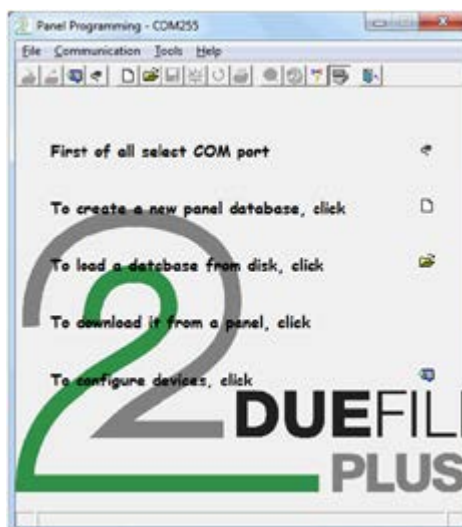 Panel Programming - COM255
File Communication Tools Help
First of all select COM port
To create a new panel database, click
To load a database from disk, click
To download it from a panel, click
To configure devices, click
2
DUEFIL
PLUS